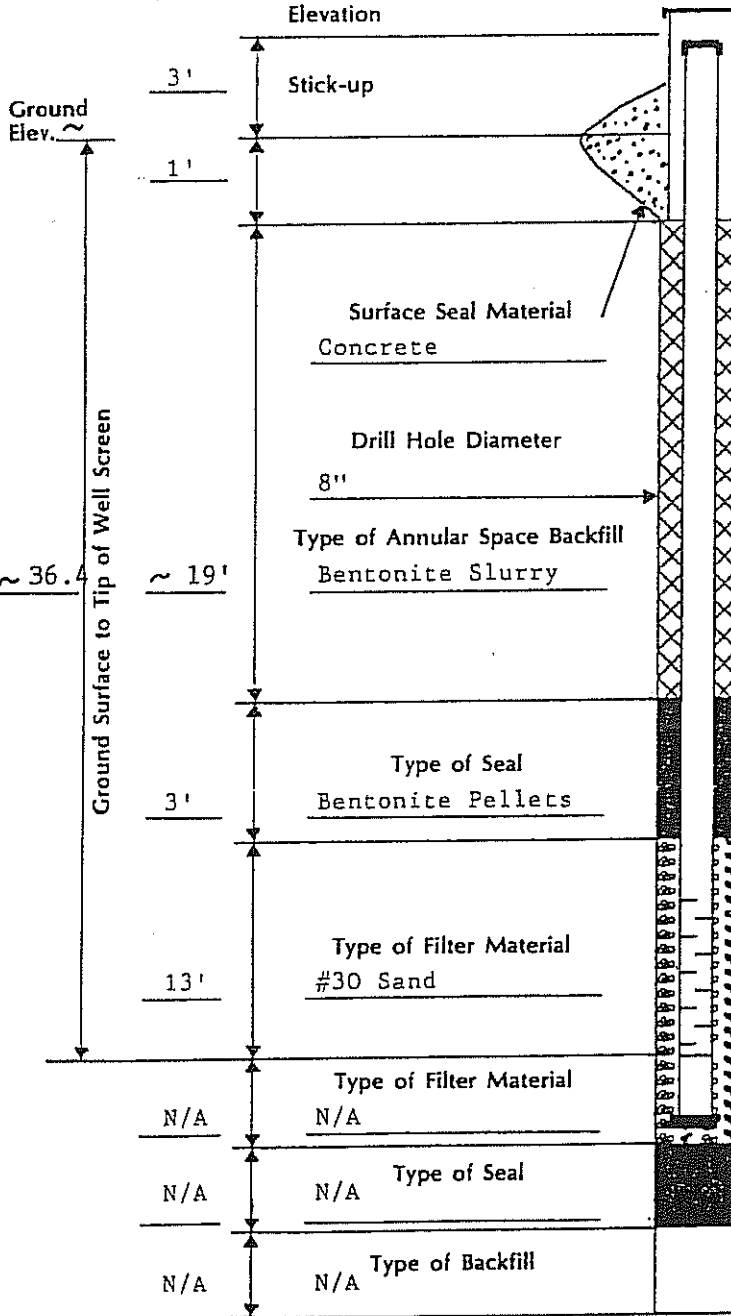 Elevation
3'
Stick-up
Ground
Elev. ~
1'
Surface Seal Material
Concrete
Drill Hole Diameter
8"
Type of Annular Space Backfill
~ 36.4
~ 19'
Bentonite Slurry
Ground Surface to Tip of Well Screen
Type of Seal
3'
Bentonite Pellets
Type of Filter Material
13'
#30 Sand
Type of Filter Material
N/A
N/A
Type of Seal
N/A
N/A
Type of Backfill
N/A
N/A